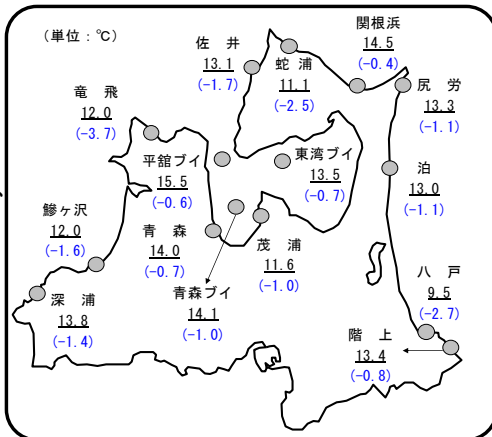 (単位：℃)
関根浜
14.5
(-0.4)
佐 井
13.1
(-1.7)
蛇 浦
11.1
(-2.5)
尻 労
13.3
(-1.1)
竜 飛
12.0
(-3.7)
平舘ブイ
15.5
(-0.6)
東湾ブイ
13.5
(-0.7)
泊
13.0
(-1.1)
鰺ヶ沢
12.0
(-1.6)
青 森
14.0
(-0.7)
茂 浦
11.6
(-1.0)
八 戸
9.5
(-2.7)
深 浦
13.8
(-1.4)
青森ブイ
14.1
(-1.0)
階 上
13.4
(-0.8)